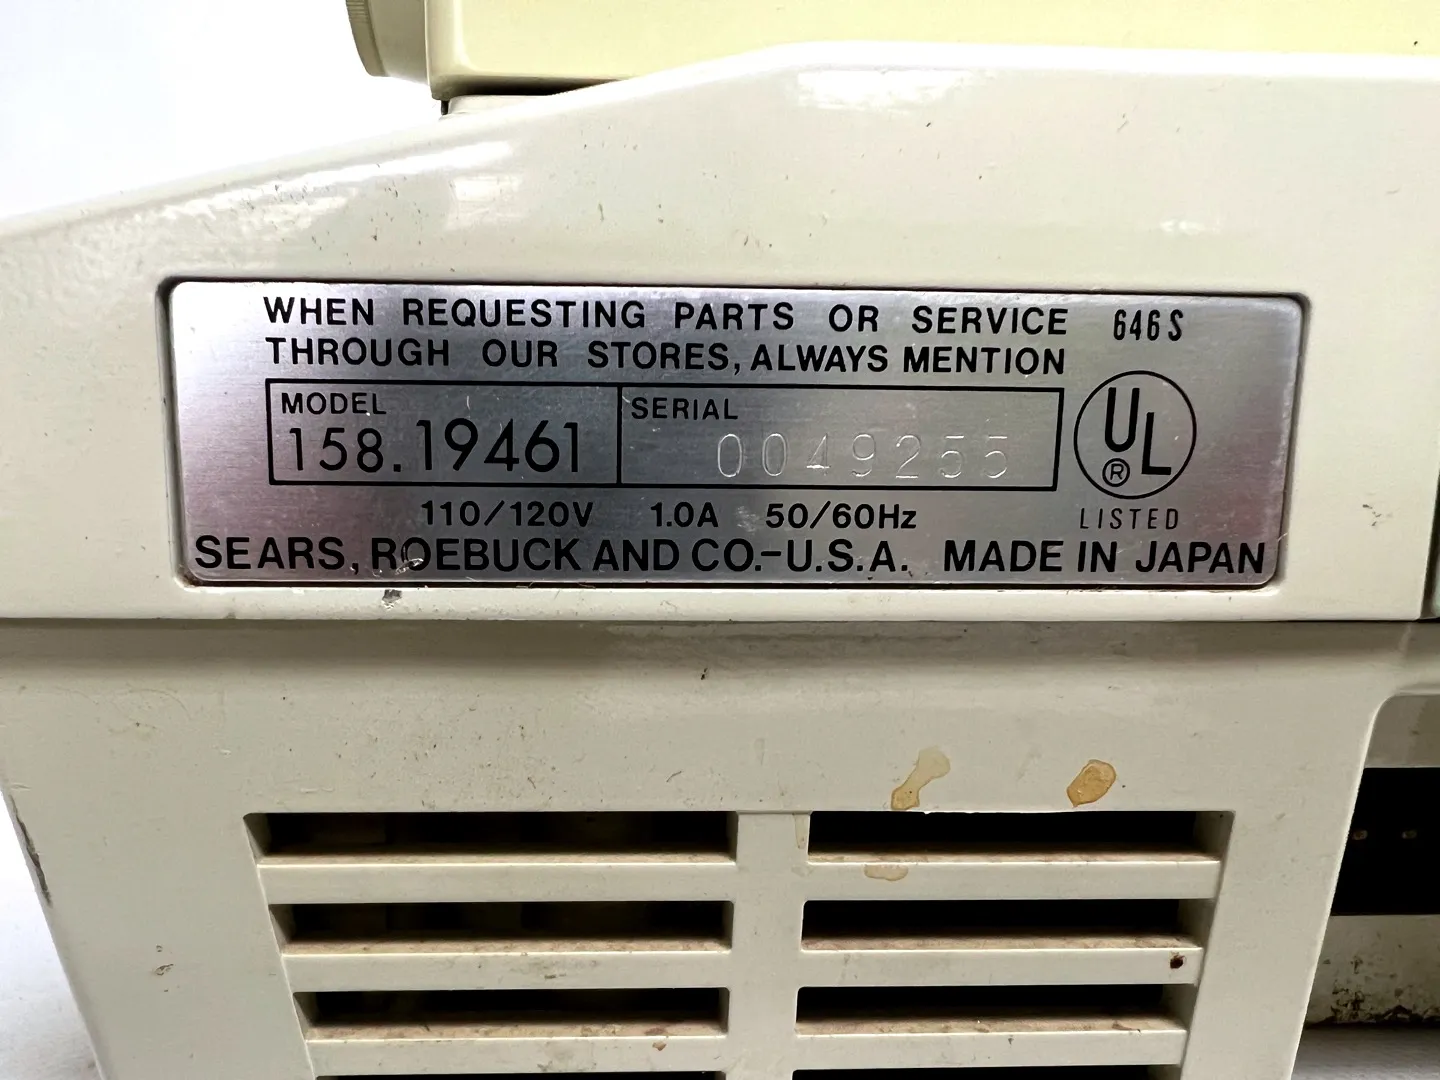 WHEN REQUESTING PARTS OR SERVICE 646 S
THROUGH OUR STORES, ALWAYS MENTION
MODEL SERIAL
158.19461 0049255
UL
®
110/120V 1.0A 50/60Hz LISTED
SEARS, ROEBUCK AND CO.-U.S.A. MADE IN JAPAN